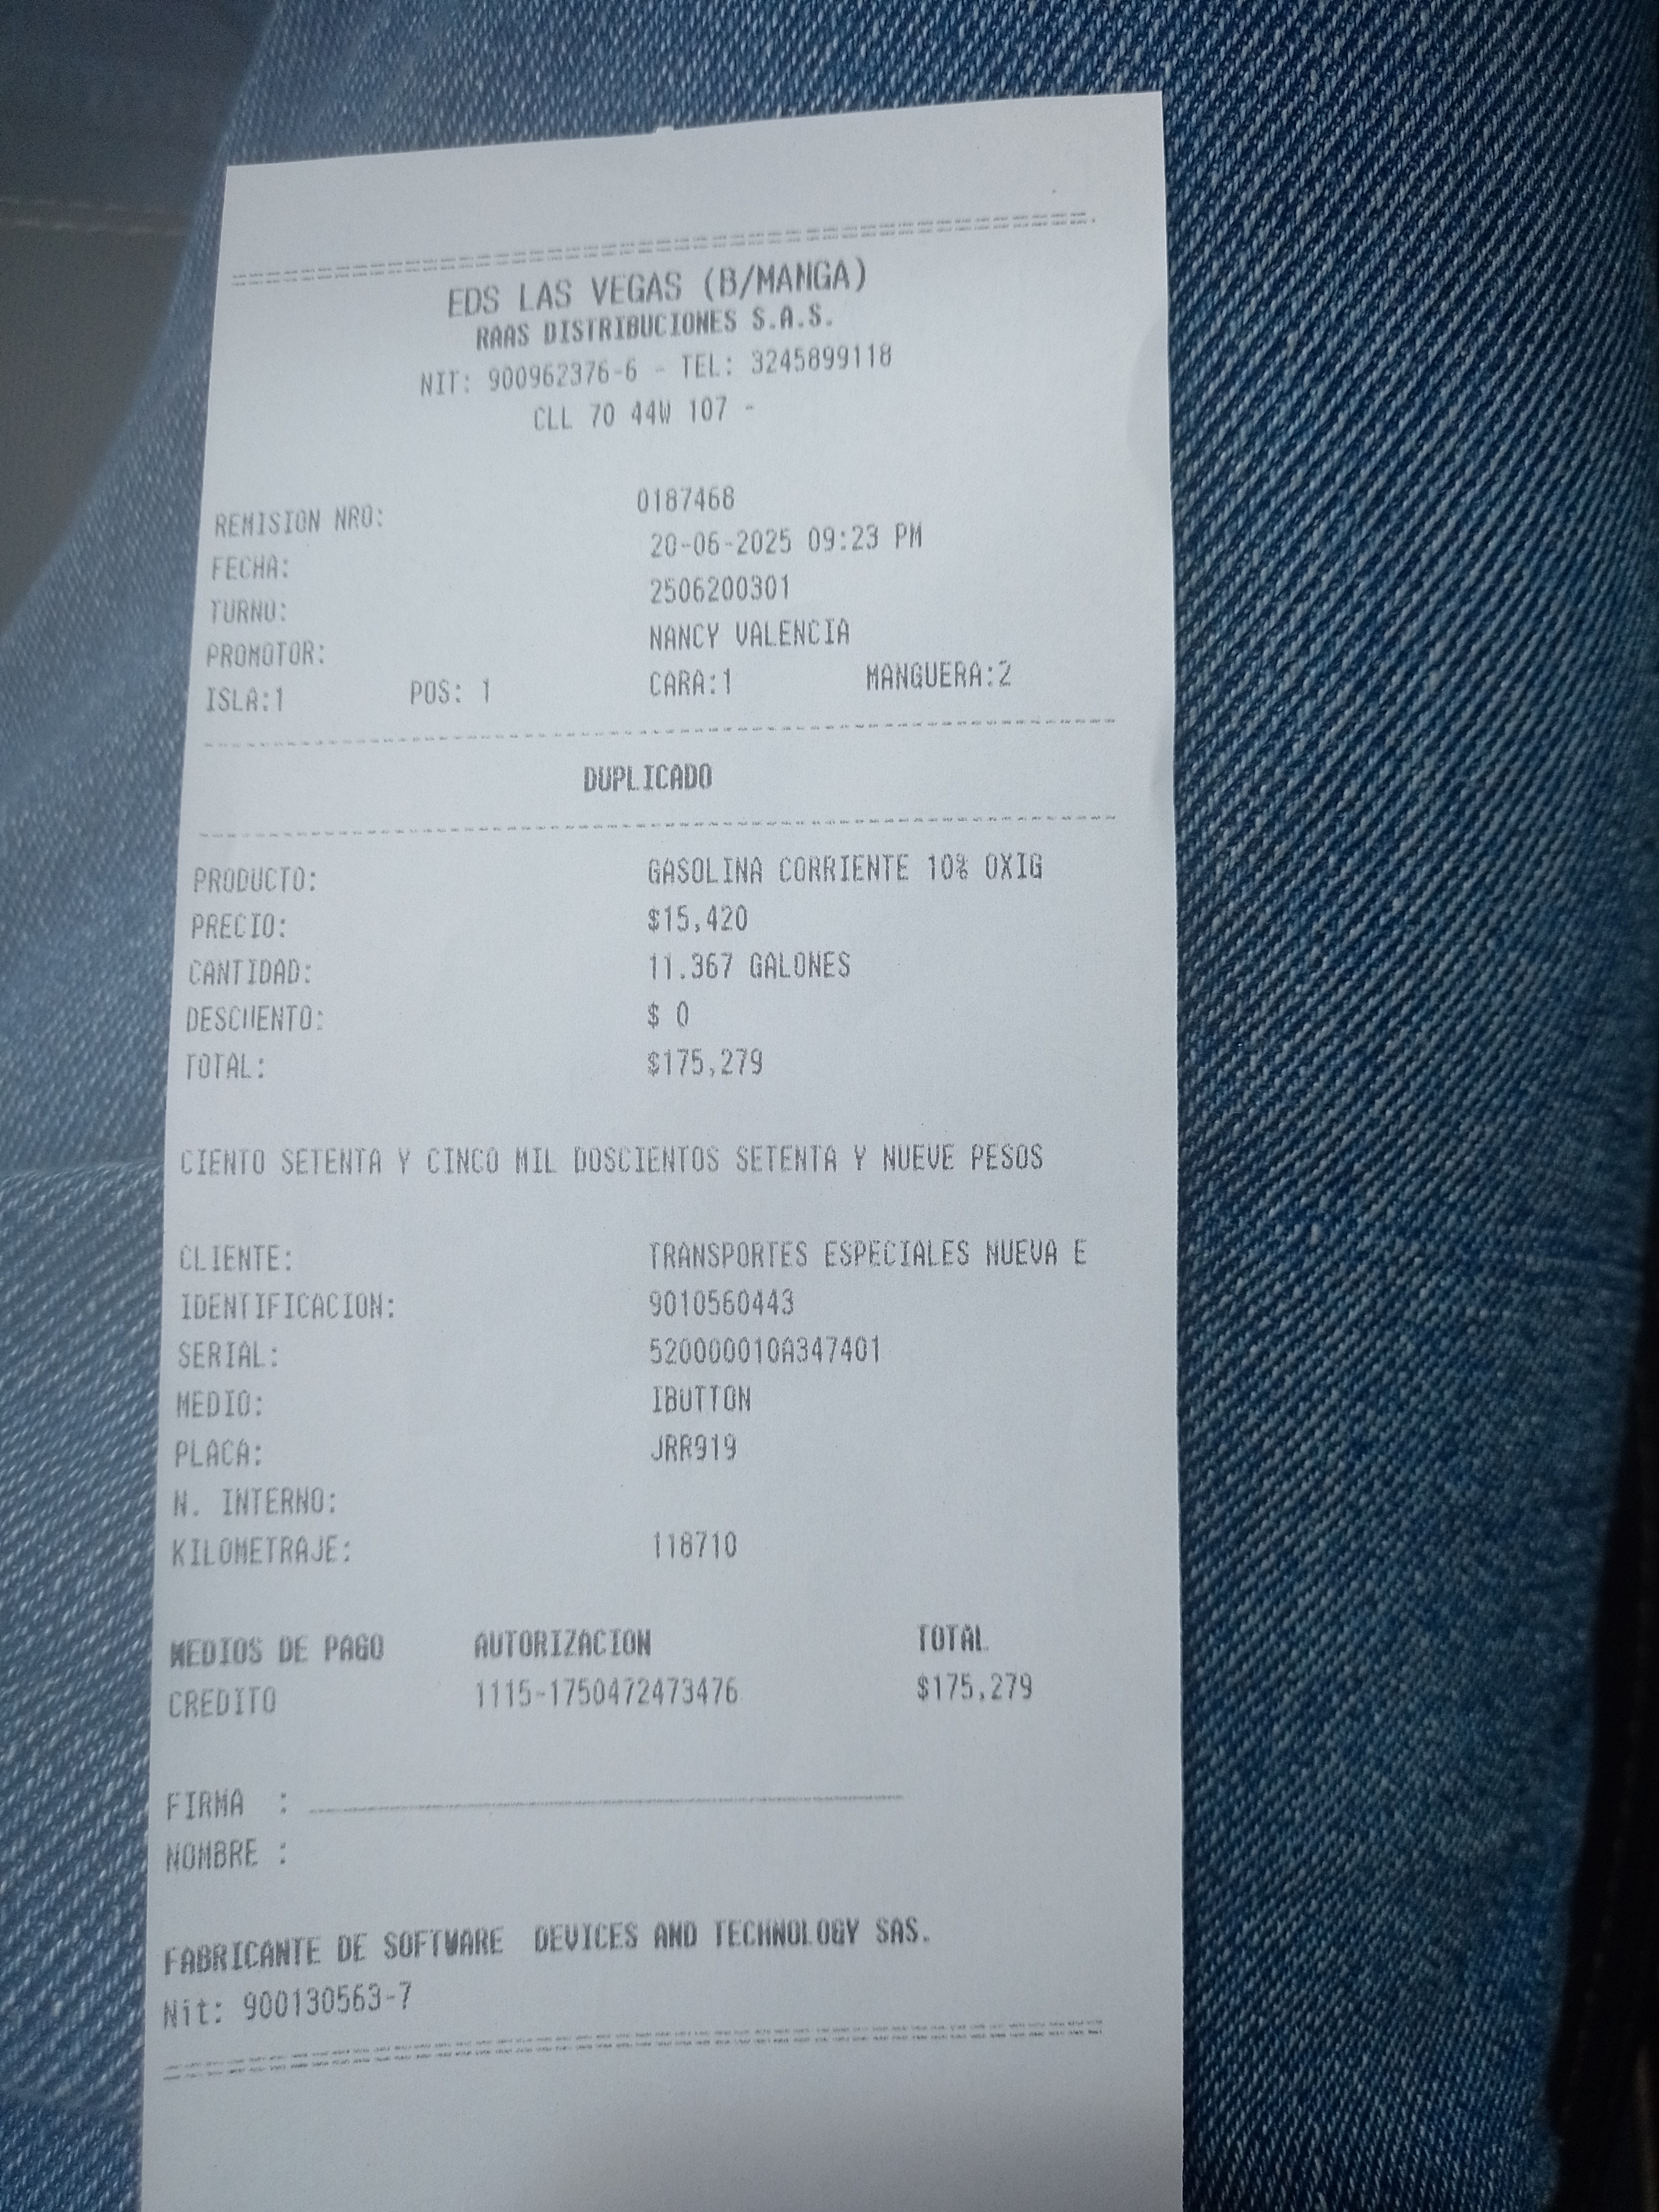 EDS LAS VEGAS (B/MANGA)
RAAS DISTRIBUCIONES S.A.S.
NIT: 900962376-6 - TEL: 3245899118
CLL 70 44W 107 -
REMISION NRO: 0187468
FECHA: 20-06-2025 09:23 PM
TURNO: 2506200301
PROMOTOR: NANCY VALENCIA
ISLA:1 POS: 1 CARA:1 MANGUERA:2
DUPLICADO
PRODUCTO: GASOLINA CORRIENTE 10% OXIG
PRECIO: $15,420
CANTIDAD: 11.367 GALONES
DESCUENTO: $ 0
TOTAL: $175,279
CIENTO SETENTA Y CINCO MIL DOSCIENTOS SETENTA Y NUEVE PESOS
CLIENTE: TRANSPORTES ESPECIALES NUEVA E
IDENTIFICACION: 9010560443
SERIAL: 520000010A347401
MEDIO: IBUTTON
PLACA: JRR919
N. INTERNO:
KILOMETRAJE: 118710
MEDIOS DE PAGO AUTORIZACION TOTAL
CREDITO 1115-1750472473476 $175,279
FIRMA :
NOMBRE :
FABRICANTE DE SOFTWARE DEVICES AND TECHNOLOGY SAS.
Nit: 900130563-7